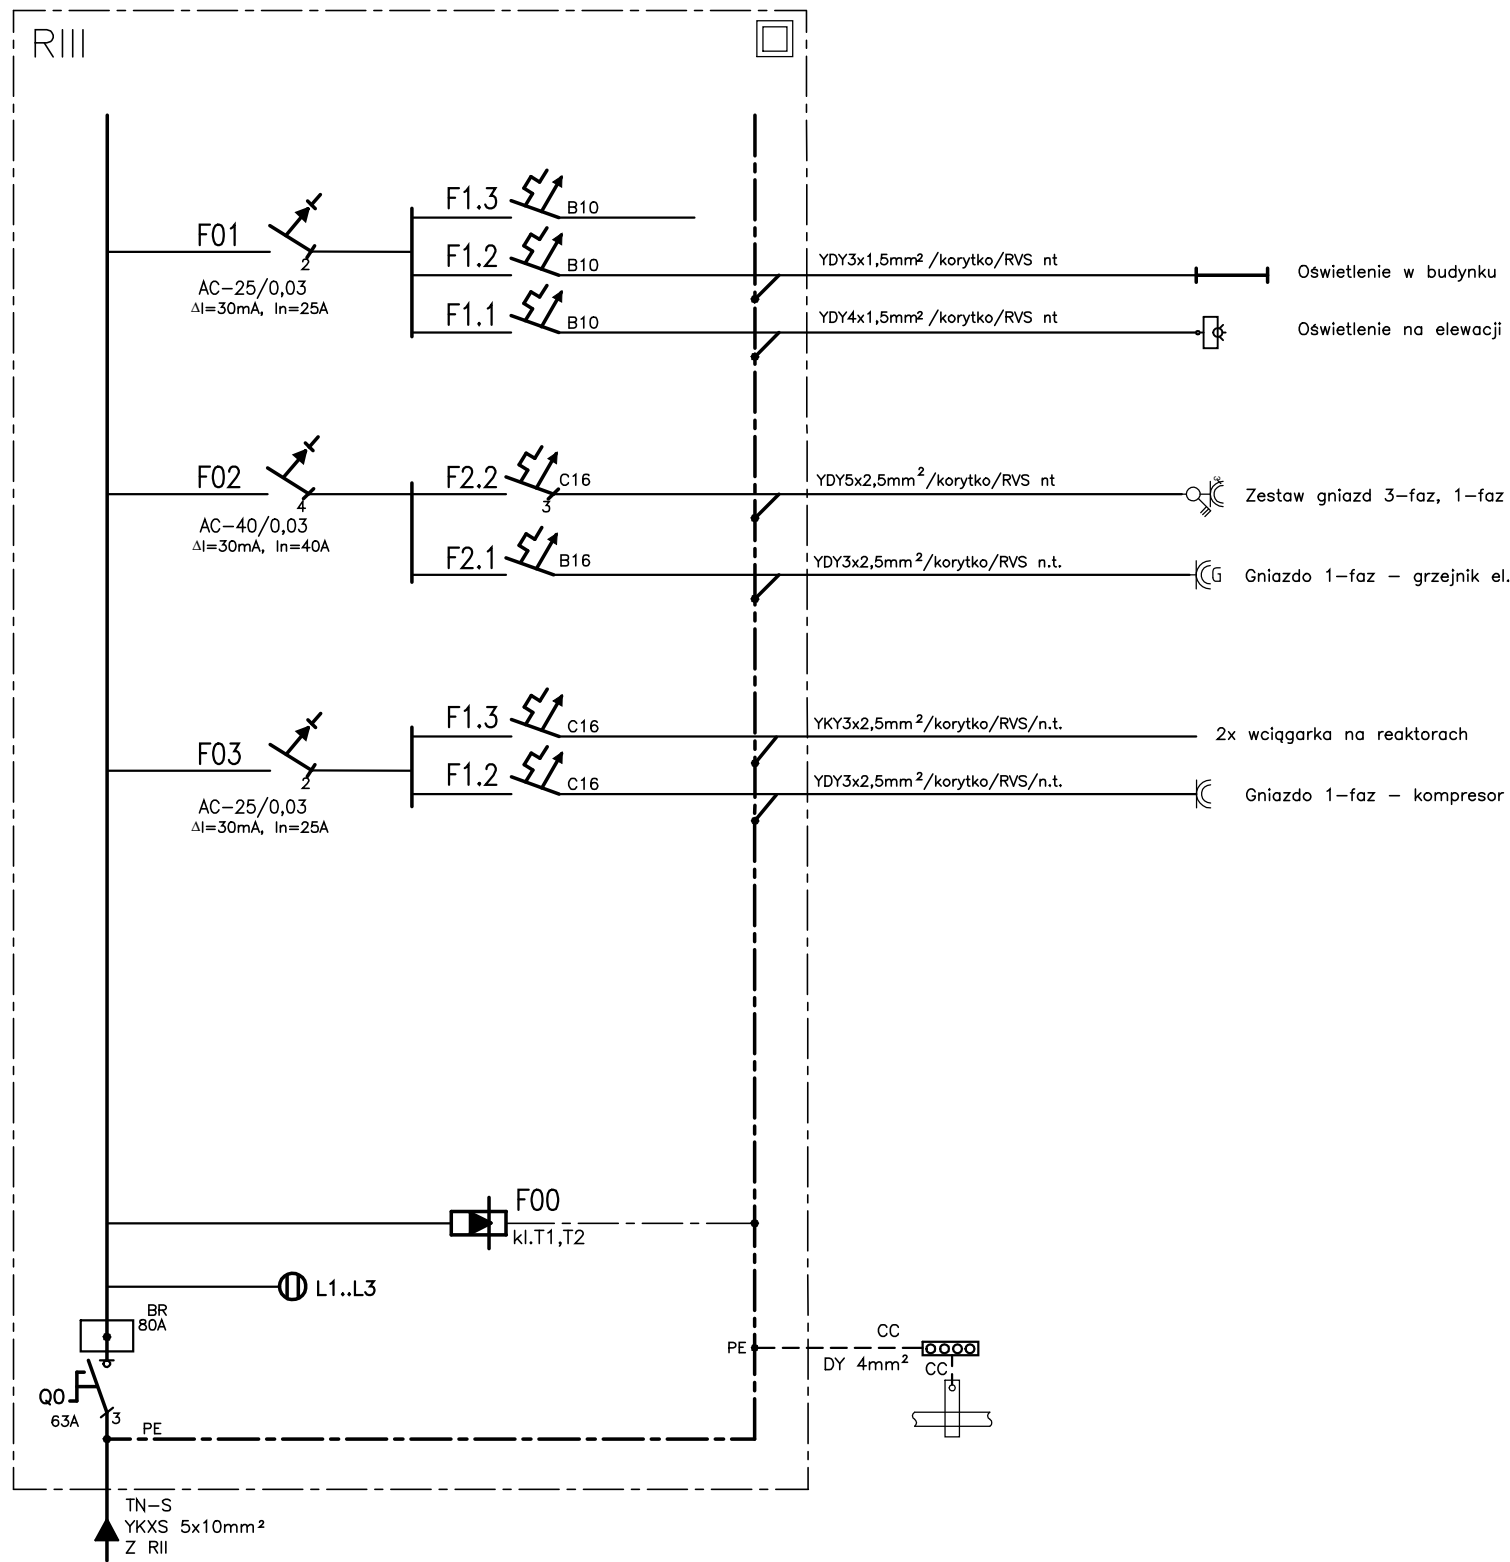 RIII
F01
2
AC-25/0,03
ΔI=30mA, In=25A
F1.3
B10
F1.2
B10
YDY3x1,5mm² /korytko/RVS nt
Oświetlenie w budynku
F1.1
B10
YDY4x1,5mm² /korytko/RVS nt
Oświetlenie na elewacji
F02
4
AC-40/0,03
ΔI=30mA, In=40A
F2.2
C16
3
YDY5x2,5mm²/korytko/RVS nt
Zestaw gniazd 3-faz, 1-faz
F2.1
B16
YDY3x2,5mm²/korytko/RVS n.t.
G
Gniazdo 1-faz - grzejnik el.
F03
2
AC-25/0,03
ΔI=30mA, In=25A
F1.3
C16
YKY3x2,5mm²/korytko/RVS/n.t.
2x wciągarka na reaktorach
F1.2
C16
YDY3x2,5mm²/korytko/RVS/n.t.
Gniazdo 1-faz - kompresor
F00
kl.T1,T2
L1..L3
BR
80A
Q0
63A
3
PE
PE
CC
DY 4mm²
CC
TN-S
YKXS 5x10mm²
Z RII